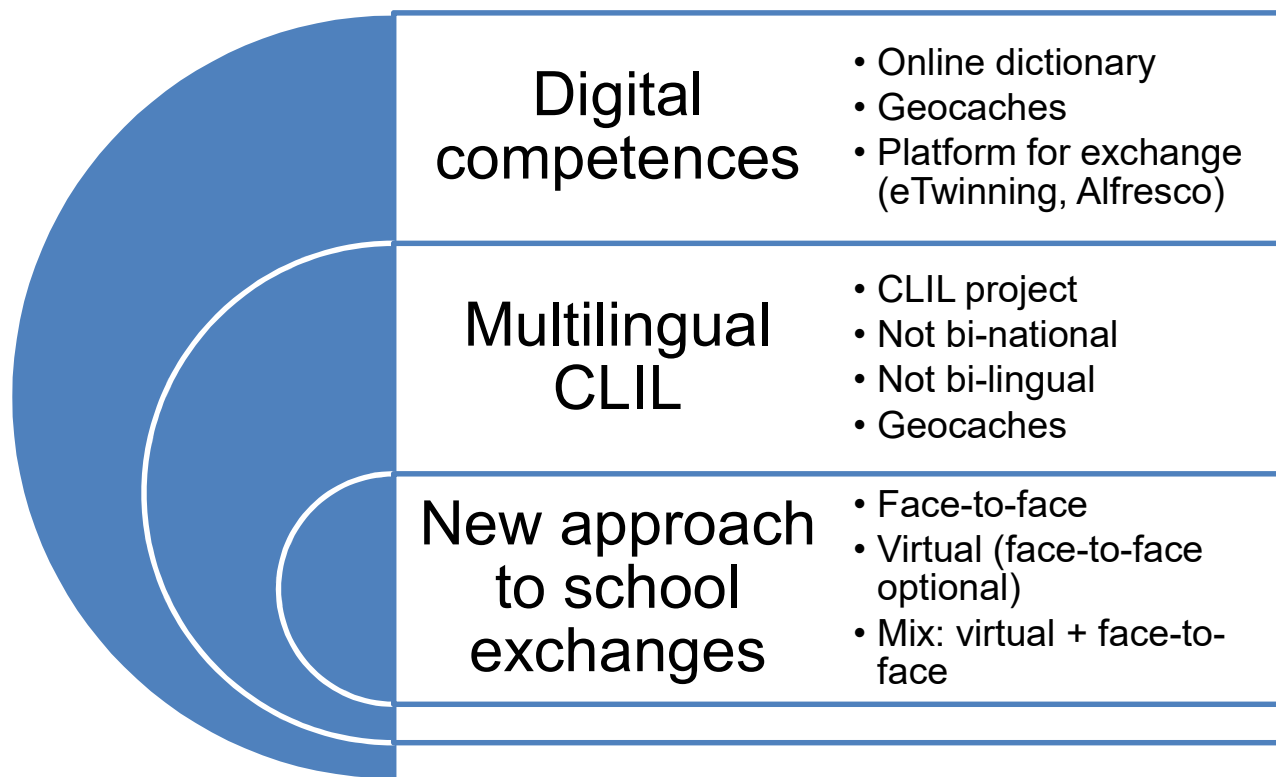 Digital
competences
• Online dictionary
• Geocaches
• Platform for exchange
(eTwinning, Alfresco)
Multilingual
CLIL
• CLIL project
• Not bi-national
• Not bi-lingual
• Geocaches
New approach
to school
exchanges
• Face-to-face
• Virtual (face-to-face
optional)
• Mix: virtual + face-to-
face